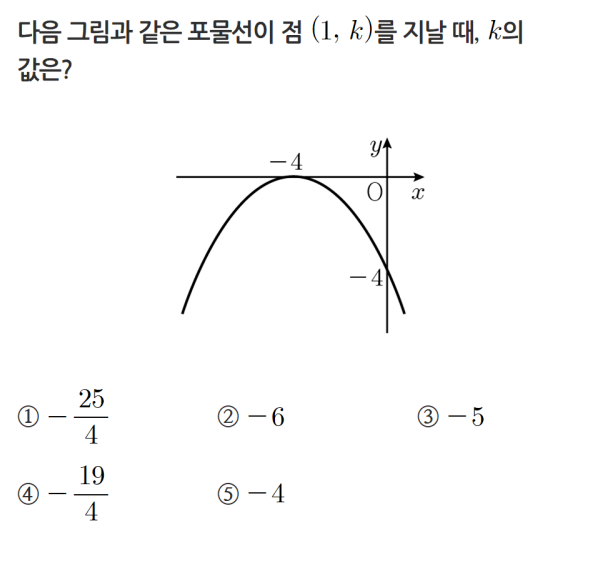 다음 그림과 같은 포물선이 점 (1, k)를 지날 때, k의
값은?
y
-4
O
x
-4
① -25/4 ② -6 ③ -5
④ -19/4 ⑤ -4